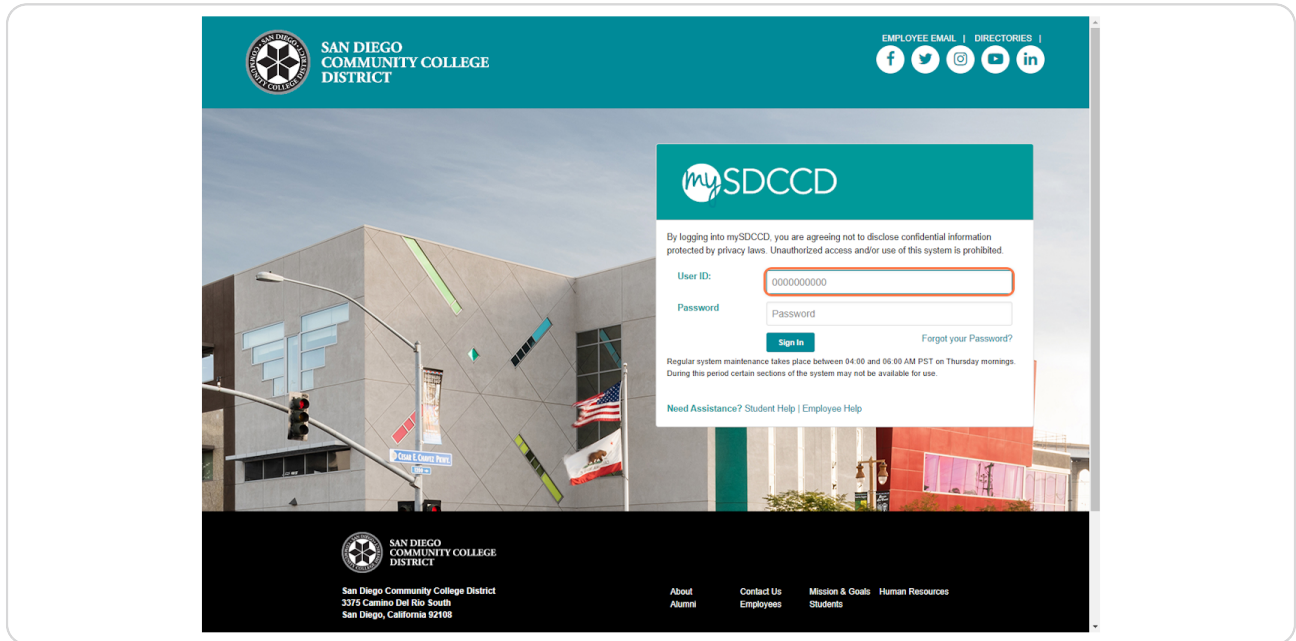 SAN DIEGO
COMMUNITY COLLEGE
DISTRICT
EMPLOYEE EMAIL | DIRECTORIES |
my SDCCD
By logging into mySDCCD, you are agreeing not to disclose confidential information
protected by privacy laws. Unauthorized access and/or use of this system is prohibited.
User ID:
0000000000
Password
Password
Sign In
Forgot your Password?
Regular system maintenance takes place between 04:00 and 06:00 AM PST on Thursday mornings.
During this period certain sections of the system may not be available for use.
Need Assistance? Student Help | Employee Help
CESAR E. CHAVEZ PKWY.
SAN DIEGO
COMMUNITY COLLEGE
DISTRICT
San Diego Community College District
3375 Camino Del Rio South
San Diego, California 92108
About
Contact Us
Mission & Goals
Human Resources
Alumni
Employees
Students